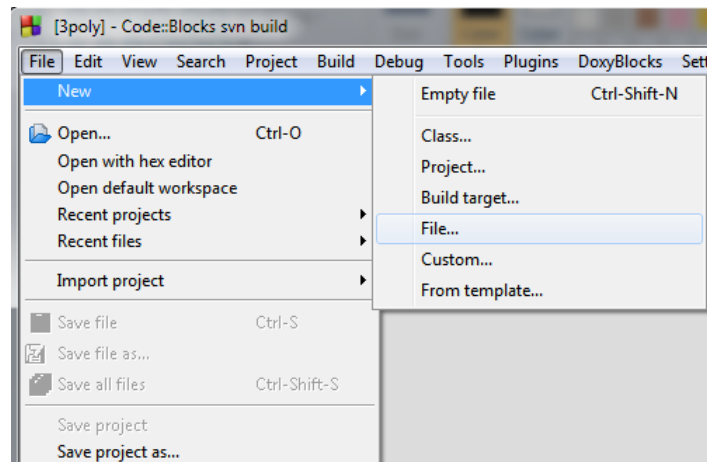 [3poly] - Code::Blocks svn build
File Edit View Search Project Build Debug Tools Plugins DoxyBlocks Sett
New
Open... Ctrl-O
Open with hex editor
Open default workspace
Recent projects
Recent files
Import project
Save file Ctrl-S
Save file as...
Save all files Ctrl-Shift-S
Save project
Save project as...
Empty file Ctrl-Shift-N
Class...
Project...
Build target...
File...
Custom...
From template...